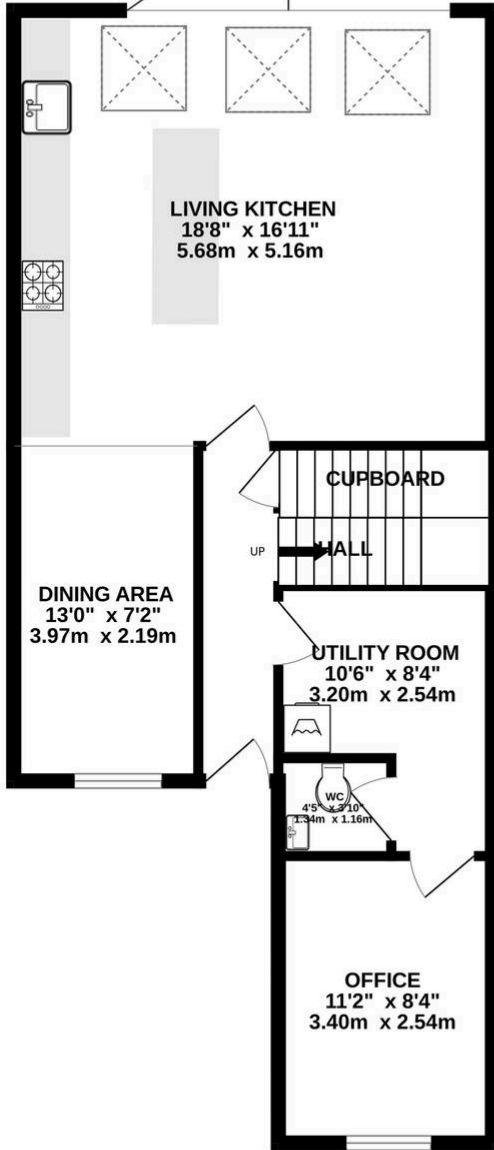 LIVING KITCHEN
18'8" x 16'11"
5.68m x 5.16m
CUPBOARD
UP
HALL
DINING AREA
13'0" x 7'2"
3.97m x 2.19m
UTILITY ROOM
10'6" x 8'4"
3.20m x 2.54m
WC
4'5" x 3'10"
1.34m x 1.16m
OFFICE
11'2" x 8'4"
3.40m x 2.54m